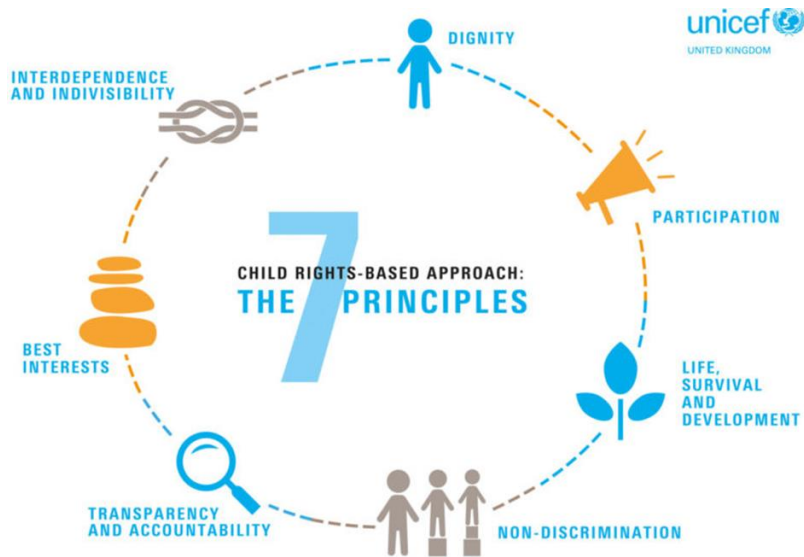 unicef
UNITED KINGDOM
DIGNITY
INTERDEPENDENCE
AND INDIVISIBILITY
PARTICIPATION
7
CHILD RIGHTS-BASED APPROACH:
THE PRINCIPLES
BEST
INTERESTS
LIFE,
SURVIVAL
AND
DEVELOPMENT
TRANSPARENCY
AND ACCOUNTABILITY
NON-DISCRIMINATION